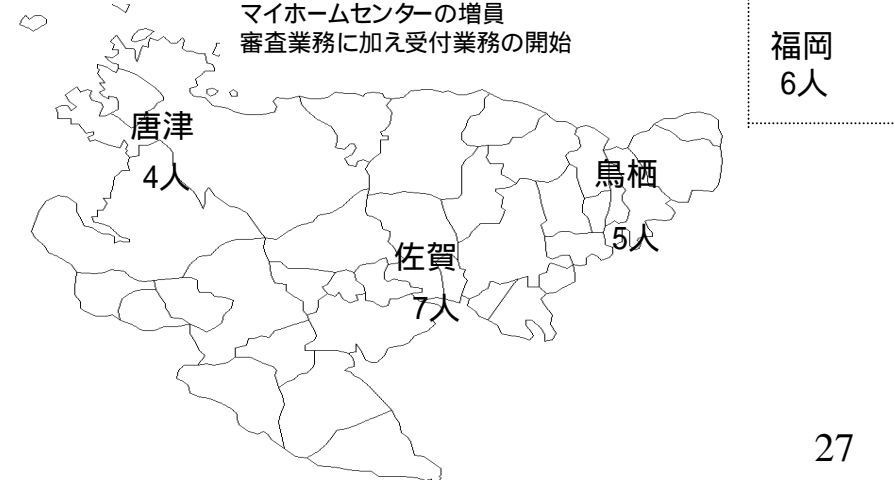 マイホームセンターの増員
審査業務に加え受付業務の開始
福岡
6人
唐津
4人
鳥栖
5人
佐賀
7人
27